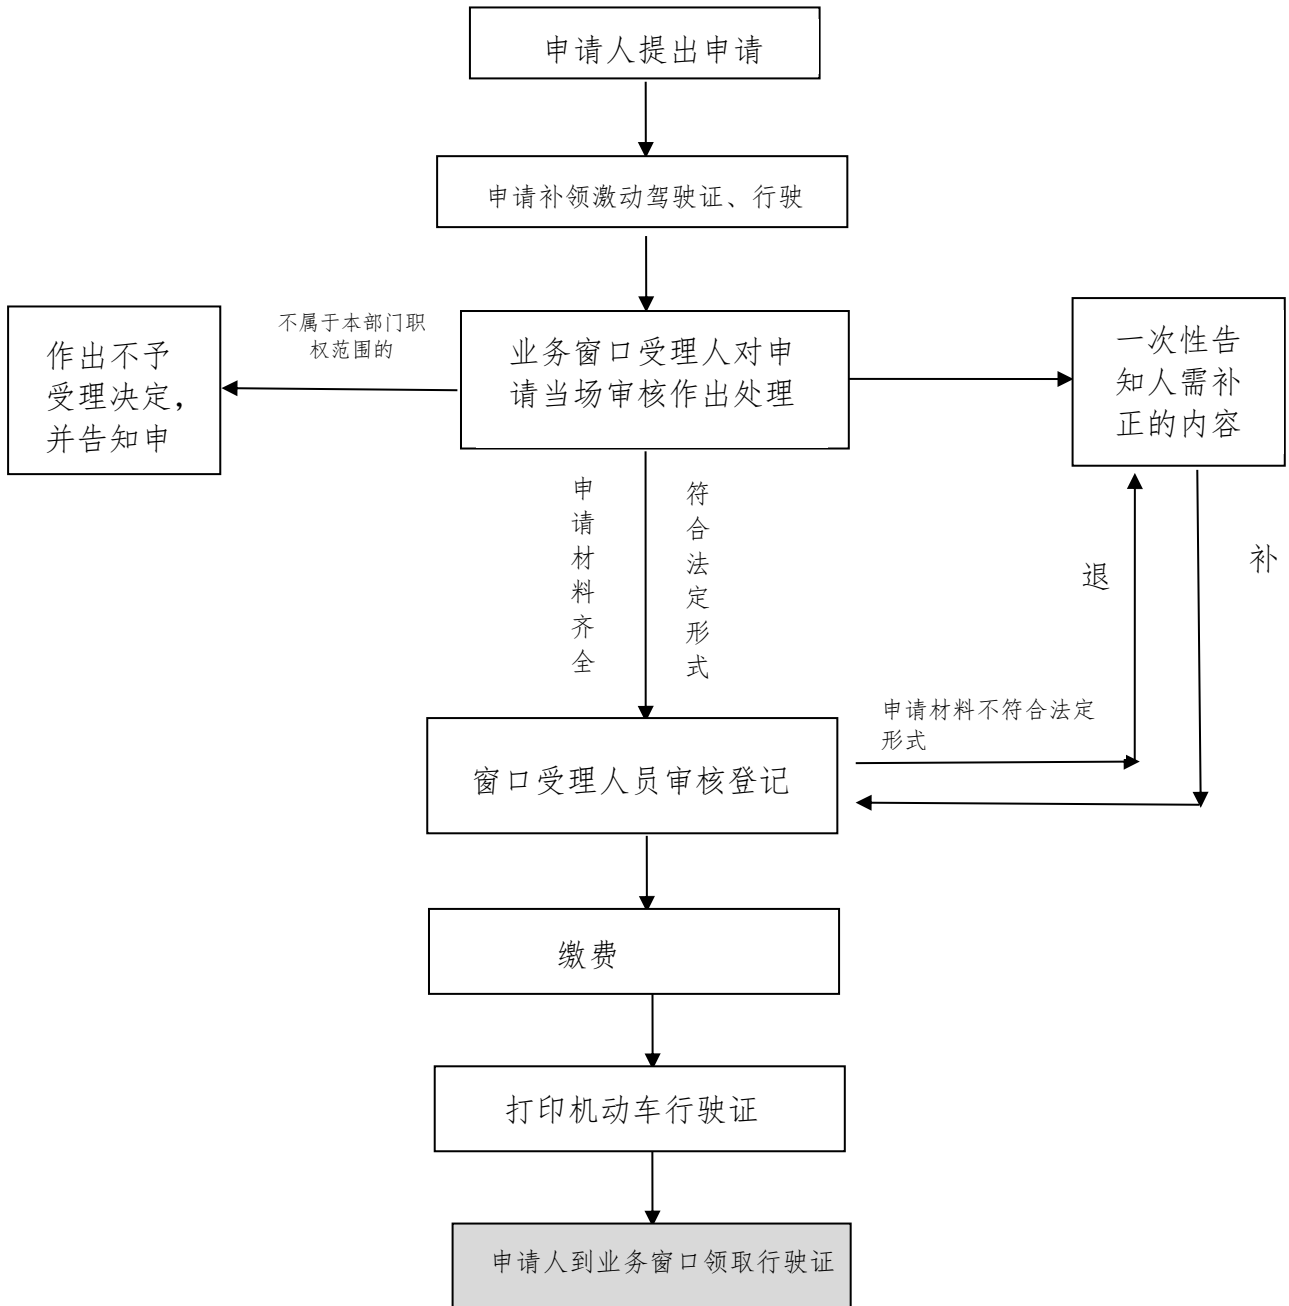 申请人提出申请
申请补领激动驾驶证、行驶
不属于本部门职
权范围的
作出不予
受理决定，
并告知申
业务窗口受理人对申
请当场审核作出处理
一次性告
知人需补
正的内容
申请材料齐全
符合法定形式
退
补
申请材料不符合法定
形式
窗口受理人员审核登记
缴费
打印机动车行驶证
申请人到业务窗口领取行驶证